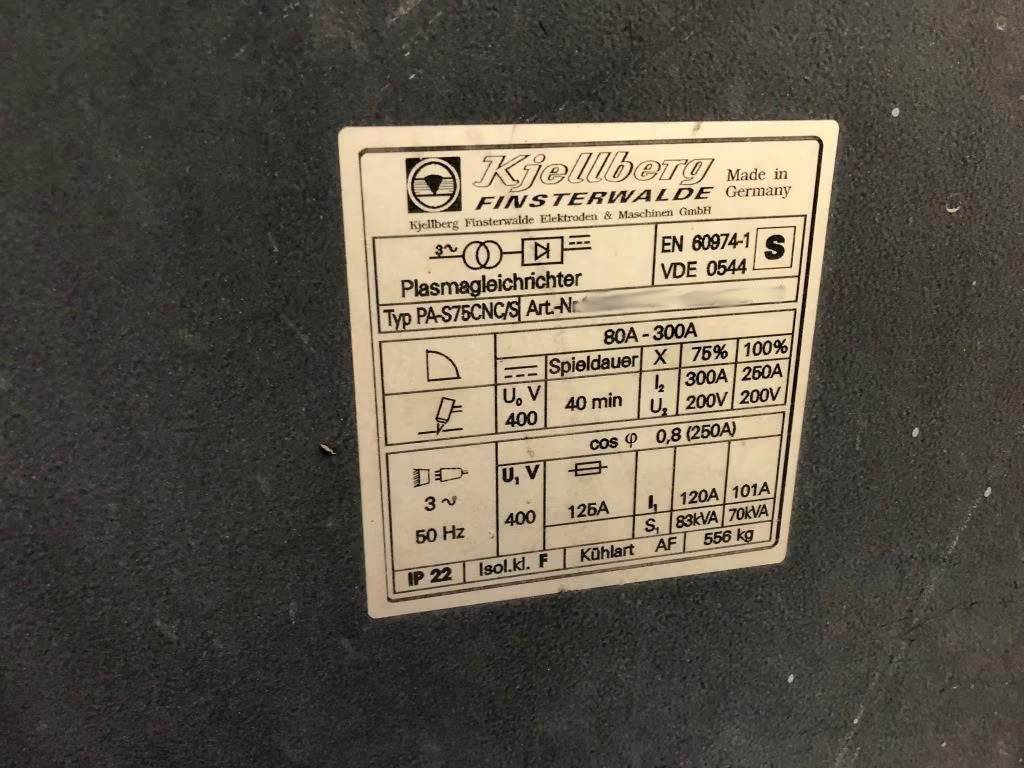 Kjellberg
FINSTERWALDE
Made in
Germany
Kjellberg Finsterwalde Elektroden & Maschinen GmbH
3~
Plasmagleichrichter
EN 60974-1
VDE 0544
S
Typ PA-S75CNC/S Art.-Nr
80A - 300A
Spieldauer X 75% 100%
U₀ V
400
40 min
I₂ 300A 250A
U₂ 200V 200V
cos φ 0,8 (250A)
3 ~
50 Hz
U₁ V
400
125A
I₁ 120A 101A
S₁ 83kVA 70kVA
IP 22 Isol.kl. F Kühlart AF 556 kg